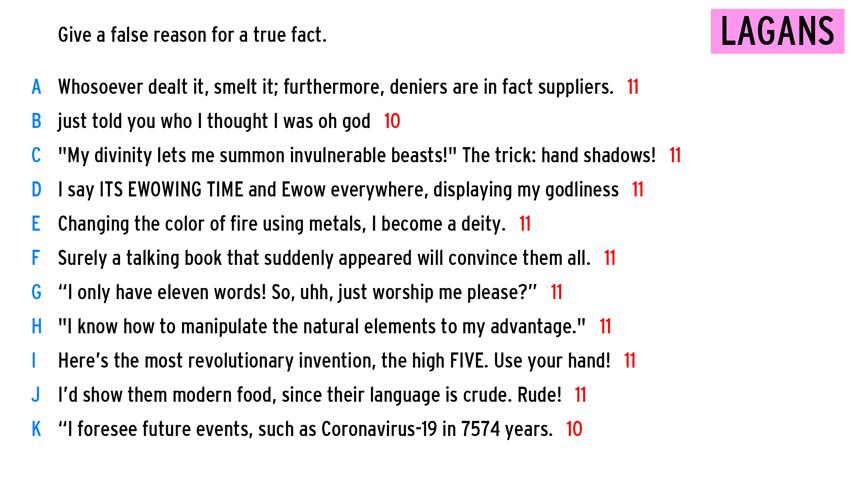 Give a false reason for a true fact.
LAGANS
A Whosoever dealt it, smelt it; furthermore, deniers are in fact suppliers. 11
B just told you who I thought I was oh god 10
C "My divinity lets me summon invulnerable beasts!" The trick: hand shadows! 11
D I say ITS EWOWING TIME and Ewow everywhere, displaying my godliness 11
E Changing the color of fire using metals, I become a deity. 11
F Surely a talking book that suddenly appeared will convince them all. 11
G “I only have eleven words! So, uhh, just worship me please?” 11
H "I know how to manipulate the natural elements to my advantage." 11
I Here’s the most revolutionary invention, the high FIVE. Use your hand! 11
J I’d show them modern food, since their language is crude. Rude! 11
K “I foresee future events, such as Coronavirus-19 in 7574 years. 10